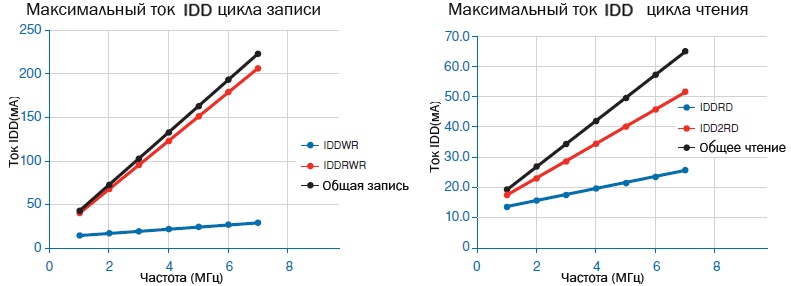 Максимальный ток IDD цикла записи
250
200
150
100
50
0
Ток IDD(мА)
0 2 4 6 8
Частота (МГц)
IDDWR
IDDRWR
Общая запись
Максимальный ток IDD цикла чтения
70.0
60.0
50.0
40.0
30.0
20.0
10.0
0
Ток IDD(мА)
0 2 4 6 8
Частота (МГц)
IDDRD
IDD2RD
Общее чтение